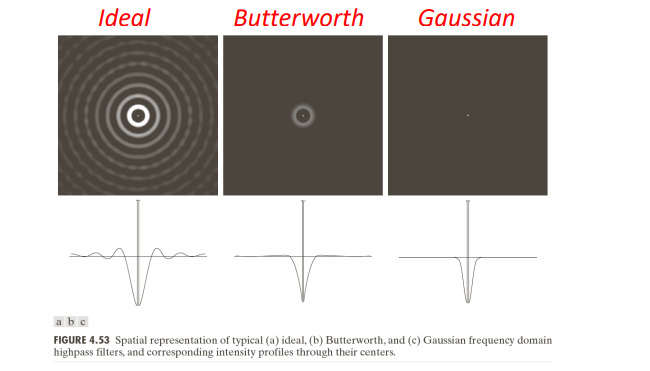 Ideal Butterworth Gaussian
a b c
FIGURE 4.53 Spatial representation of typical (a) ideal, (b) Butterworth, and (c) Gaussian frequency domain
highpass filters, and corresponding intensity profiles through their centers.